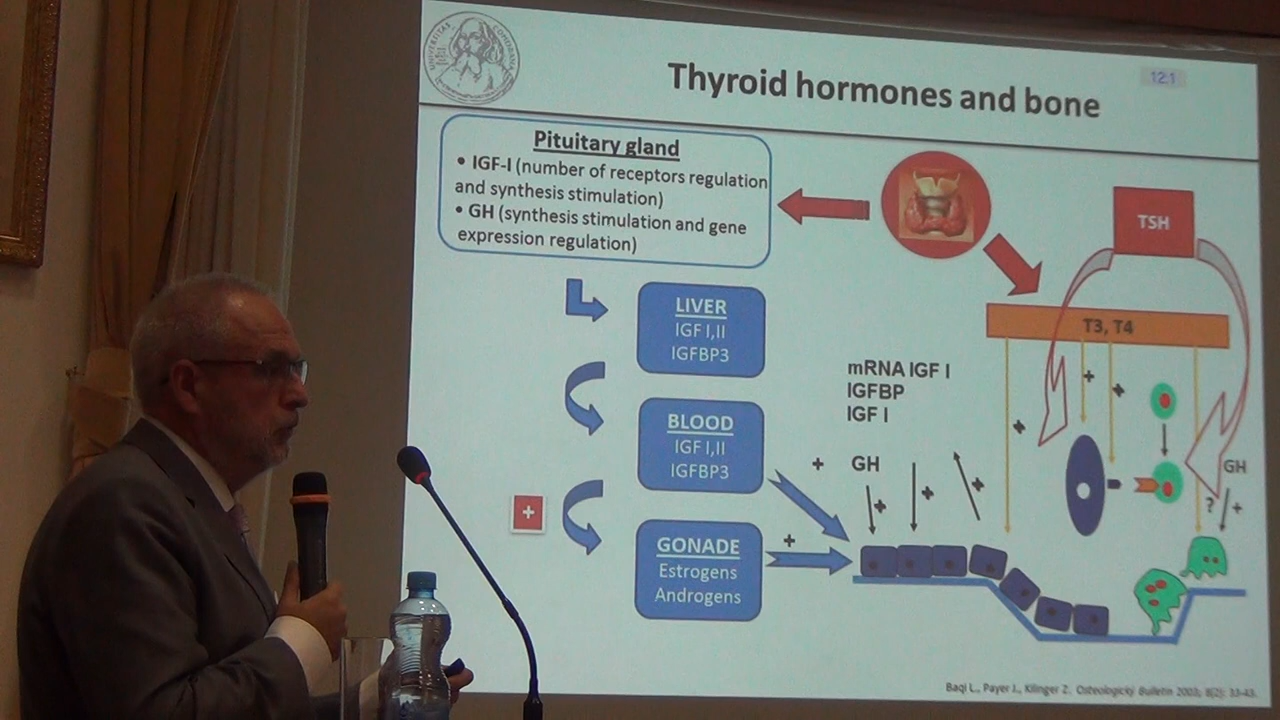 UNIVERSITAS COMENIANA
Thyroid hormones and bone
12.1
Pituitary gland
• IGF-I (number of receptors regulation
and synthesis stimulation)
• GH (synthesis stimulation and gene
expression regulation)
TSH
T3, T4
LIVER
IGF I,II
IGFBP3
mRNA IGF I
IGFBP
IGF I
BLOOD
IGF I,II
IGFBP3
+ GH
+ + +
+ + +
GH
? +
+
GONADE
Estrogens
Androgens
+
Baqi L., Payer J., Killinger Z. Osteologický Bulletin 2003; 8(2): 33-43.